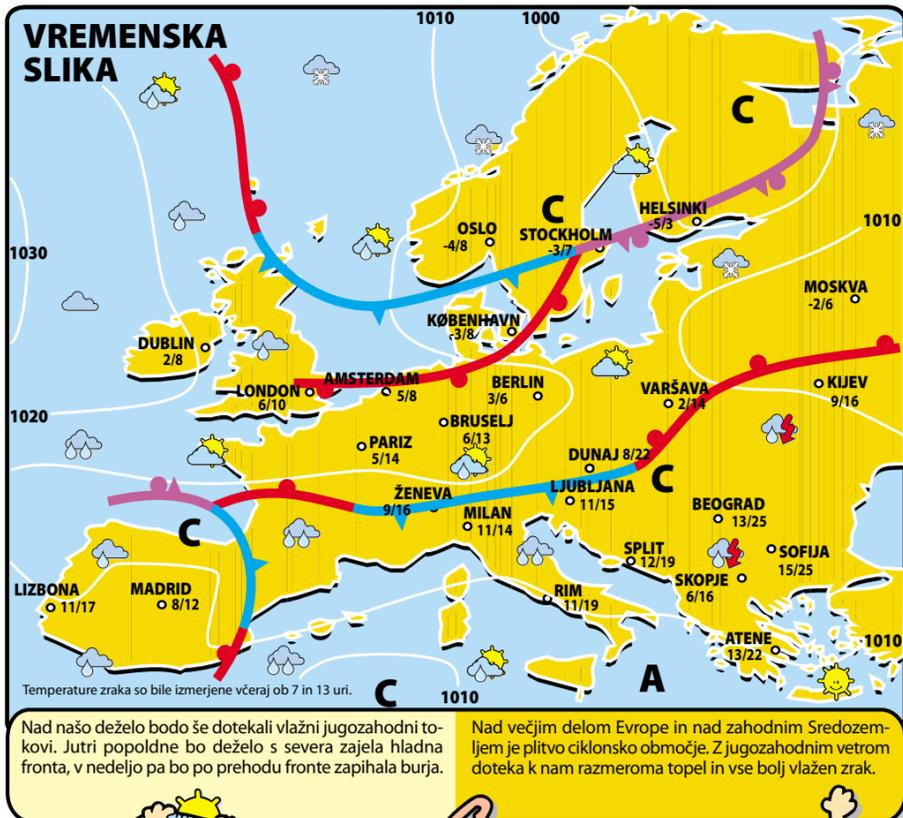 VREMENSKA
SLIKA
1010
1000
C
C
1010
1030
OSLO
-4/8
STOCKHOLM
-3/7
HELSINKI
-5/3
MOSKVA
-2/6
KØBENHAVN
-3/8
DUBLIN
2/8
LONDON
6/10
AMSTERDAM
5/8
BERLIN
3/6
VARŠAVA
2/14
KIJEV
9/16
1020
BRUSELJ
6/13
PARIZ
5/14
DUNAJ 8/22
C
ŽENEVA
9/16
LJUBLJANA
11/15
MILAN
11/14
BEOGRAD
13/25
C
SPLIT
12/19
SOFIJA
15/25
SKOPJE
6/16
LIZBONA
11/17
MADRID
8/12
RIM
11/19
ATENE
13/22
1010
Temperature zraka so bile izmerjene včeraj ob 7 in 13 uri.
C
1010
A
Nad našo deželo bodo še dotekali vlažni jugozahodni to-
kovi. Jutri popoldne bo deželo s severa zajela hladna
fronta, v nedeljo pa bo po prehodu fronte zapihala burja.
Nad večjim delom Evrope in nad zahodnim Sredozem-
ljem je plitvo ciklonsko območje. Z jugozahodnim vetrom
doteka k nam razmeroma topel in vse bolj vlažen zrak.